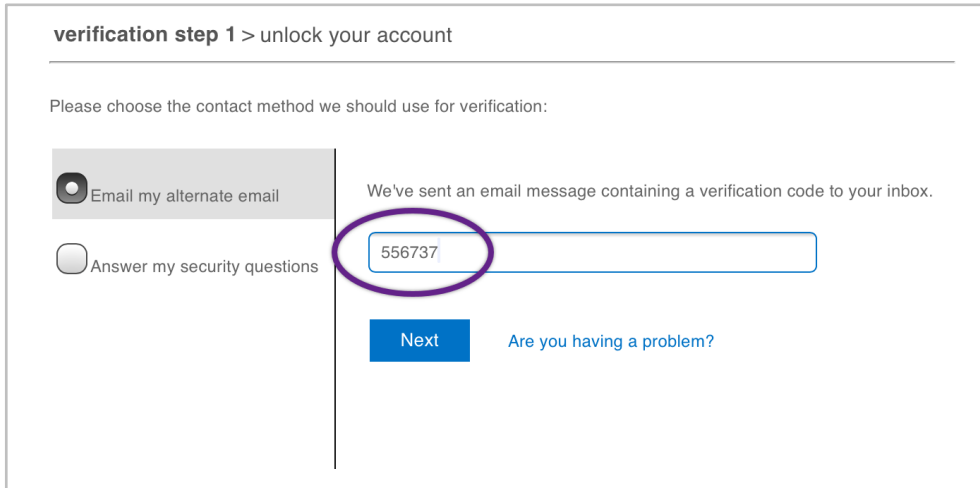 verification step 1 > unlock your account
Please choose the contact method we should use for verification:
Email my alternate email
Answer my security questions
We've sent an email message containing a verification code to your inbox.
556737
Next
Are you having a problem?